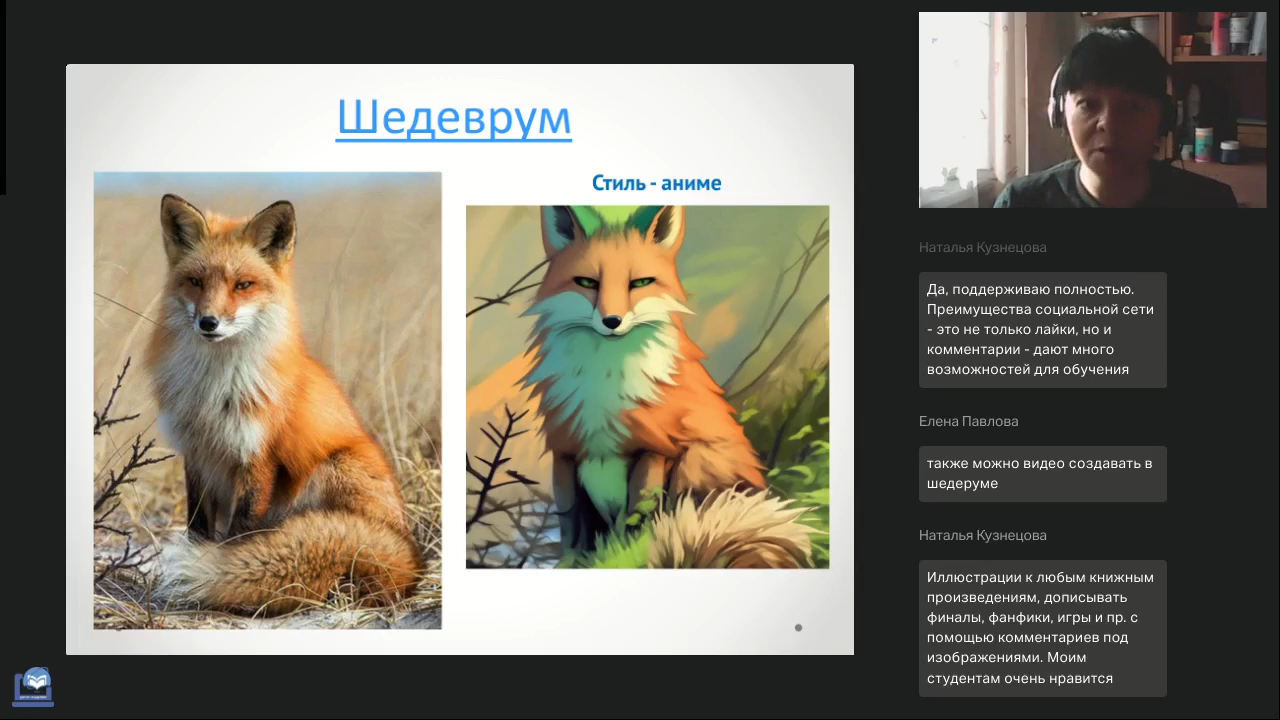 Шедеврум
Стиль - аниме
Наталья Кузнецова
Да, поддерживаю полностью.
Преимущества социальной сети
- это не только лайки, но и
комментарии - дают много
возможностей для обучения
Елена Павлова
также можно видео создавать в
шедеруме
Наталья Кузнецова
Иллюстрации к любым книжным
произведениям, дописывать
финалы, фанфики, игры и пр. с
помощью комментариев под
изображениями. Моим
студентам очень нравится